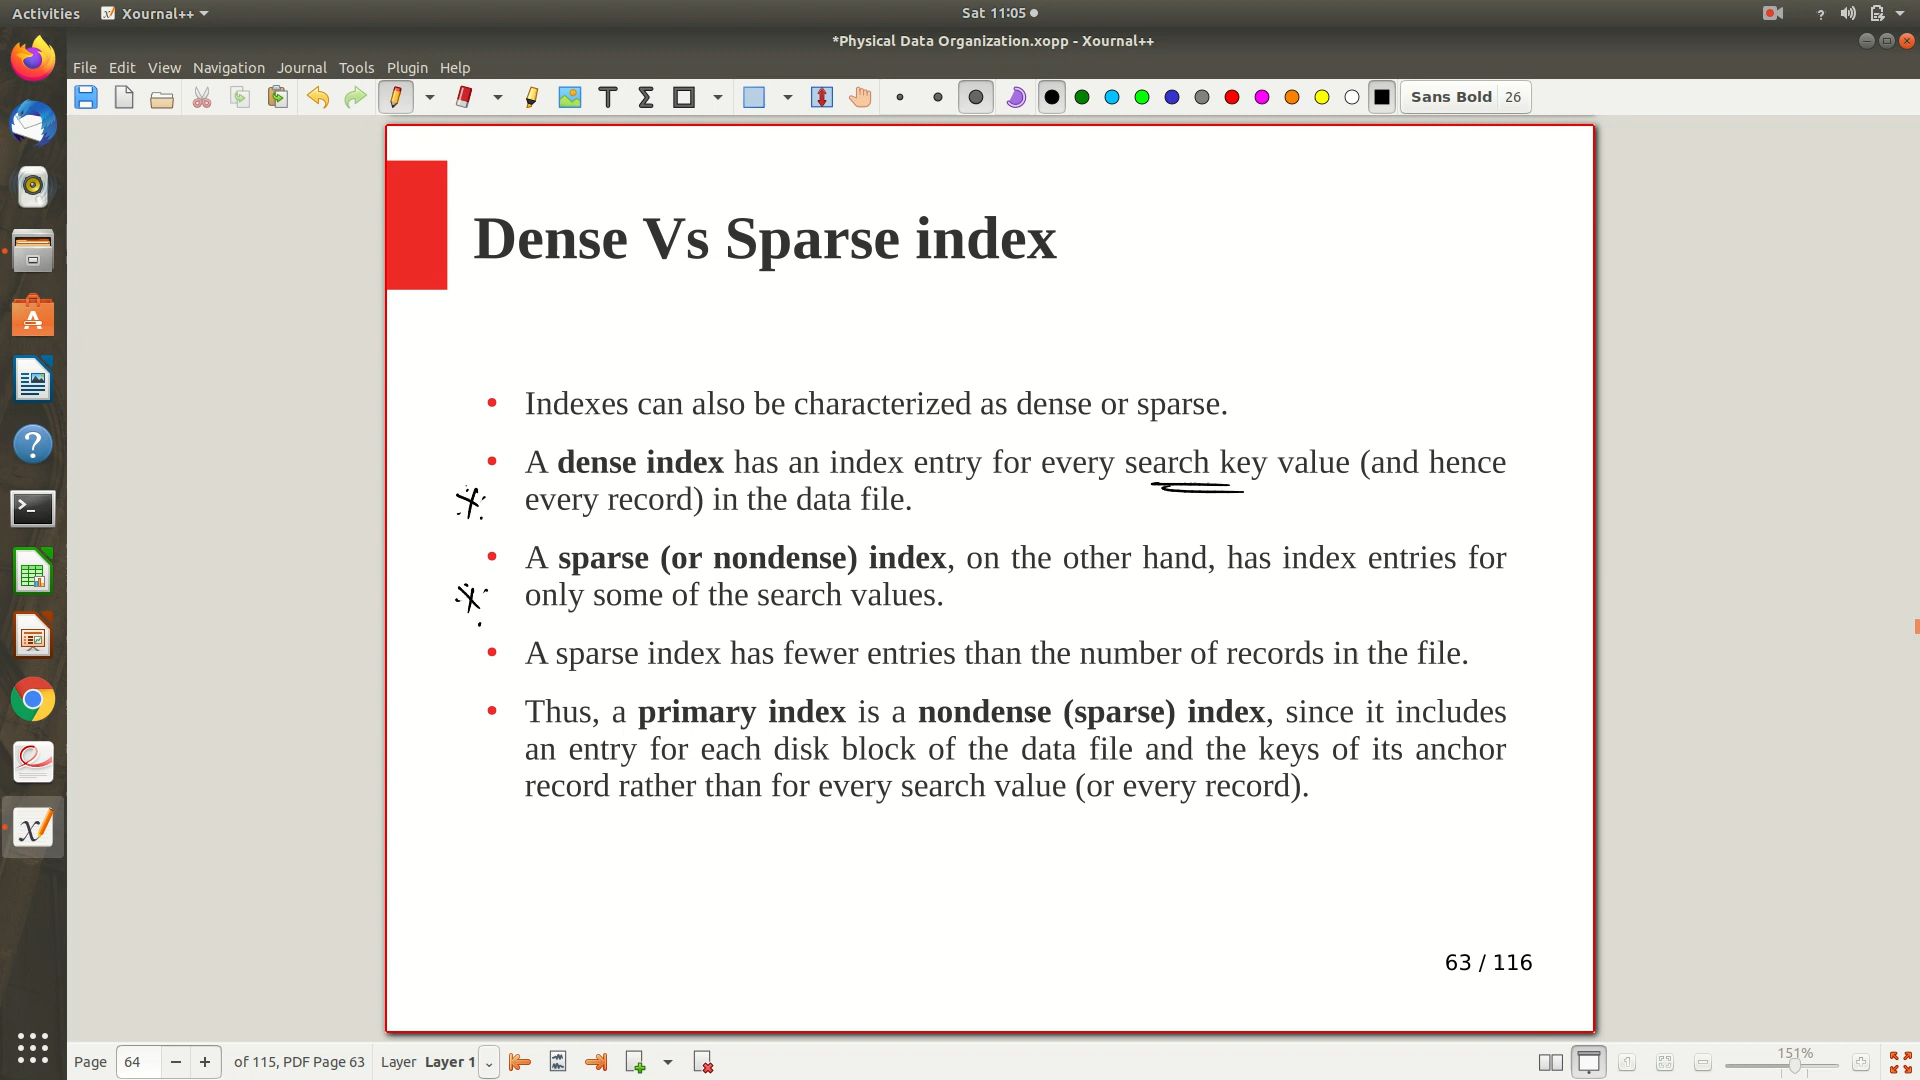 Activities Xournal++ Sat 11:05 ?
*Physical Data Organization.xopp - Xournal++
File Edit View Navigation Journal Tools Plugin Help
T Σ Sans Bold 26
Dense Vs Sparse index
• Indexes can also be characterized as dense or sparse.
• A dense index has an index entry for every search key value (and hence
every record) in the data file.
• A sparse (or nondense) index, on the other hand, has index entries for
only some of the search values.
• A sparse index has fewer entries than the number of records in the file.
• Thus, a primary index is a nondense (sparse) index, since it includes
an entry for each disk block of the data file and the keys of its anchor
record rather than for every search value (or every record).
63 / 116
Page 64 − + of 115, PDF Page 63 Layer Layer 1 151%